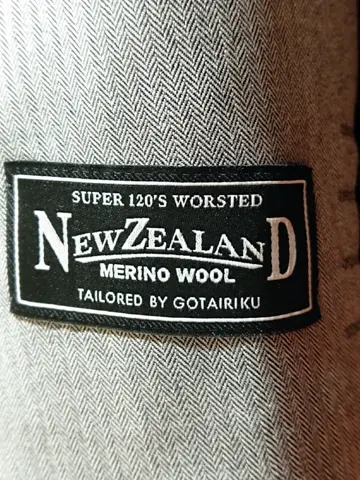 SUPER 120'S WORSTED
NEWZEALAND
MERINO WOOL
TAILORED BY GOTAIRIKU